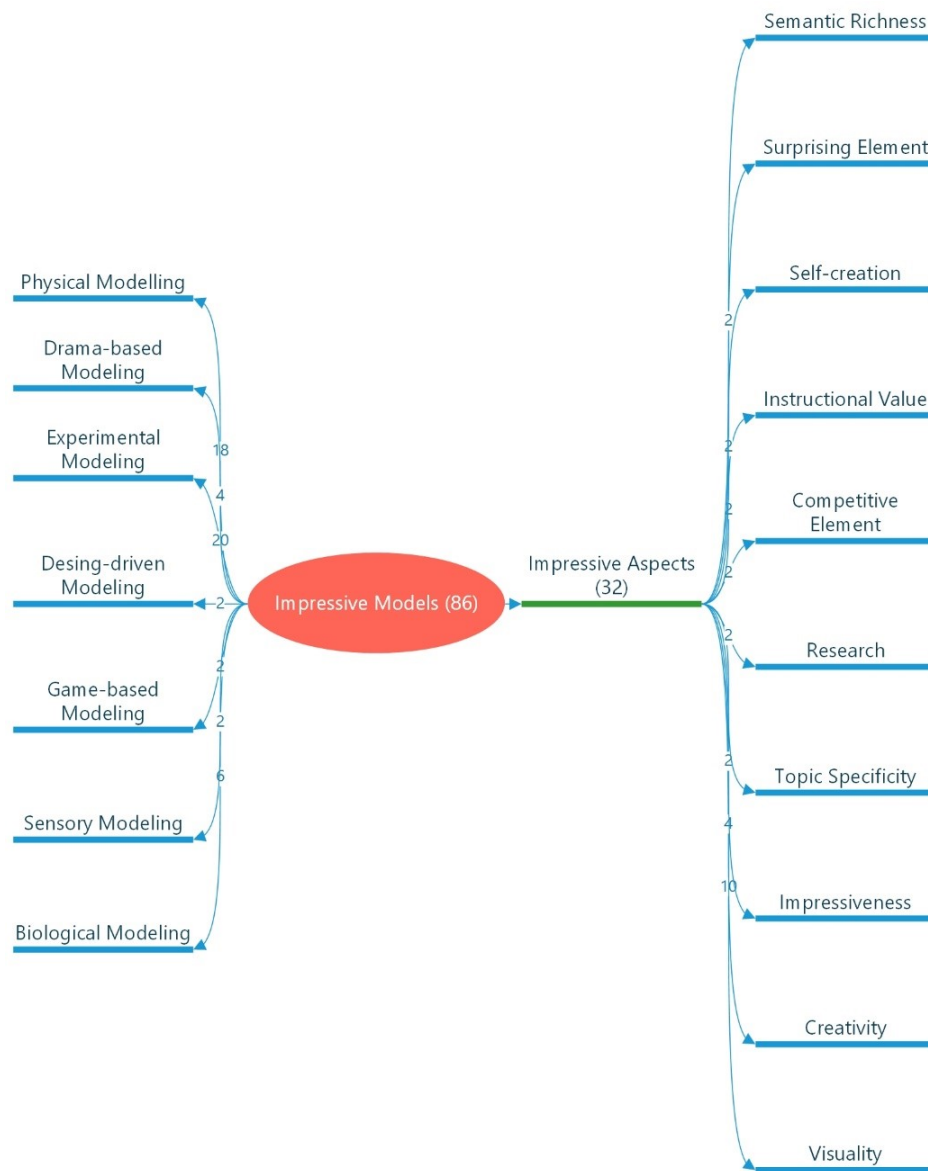 Semantic Richness
Surprising Element
Self-creation
Physical Modelling
2
Drama-based
Modeling
Instructional Value
Experimental
Modeling
18
2
4
Competitive
Element
2
20
Impressive Aspects
(32)
2
Desing-driven
Modeling
2
Impressive Models (86)
2
Research
Game-based
Modeling
2
2
2
6
Topic Specificity
Sensory Modeling
4
10
Impressiveness
Biological Modeling
Creativity
Visuality